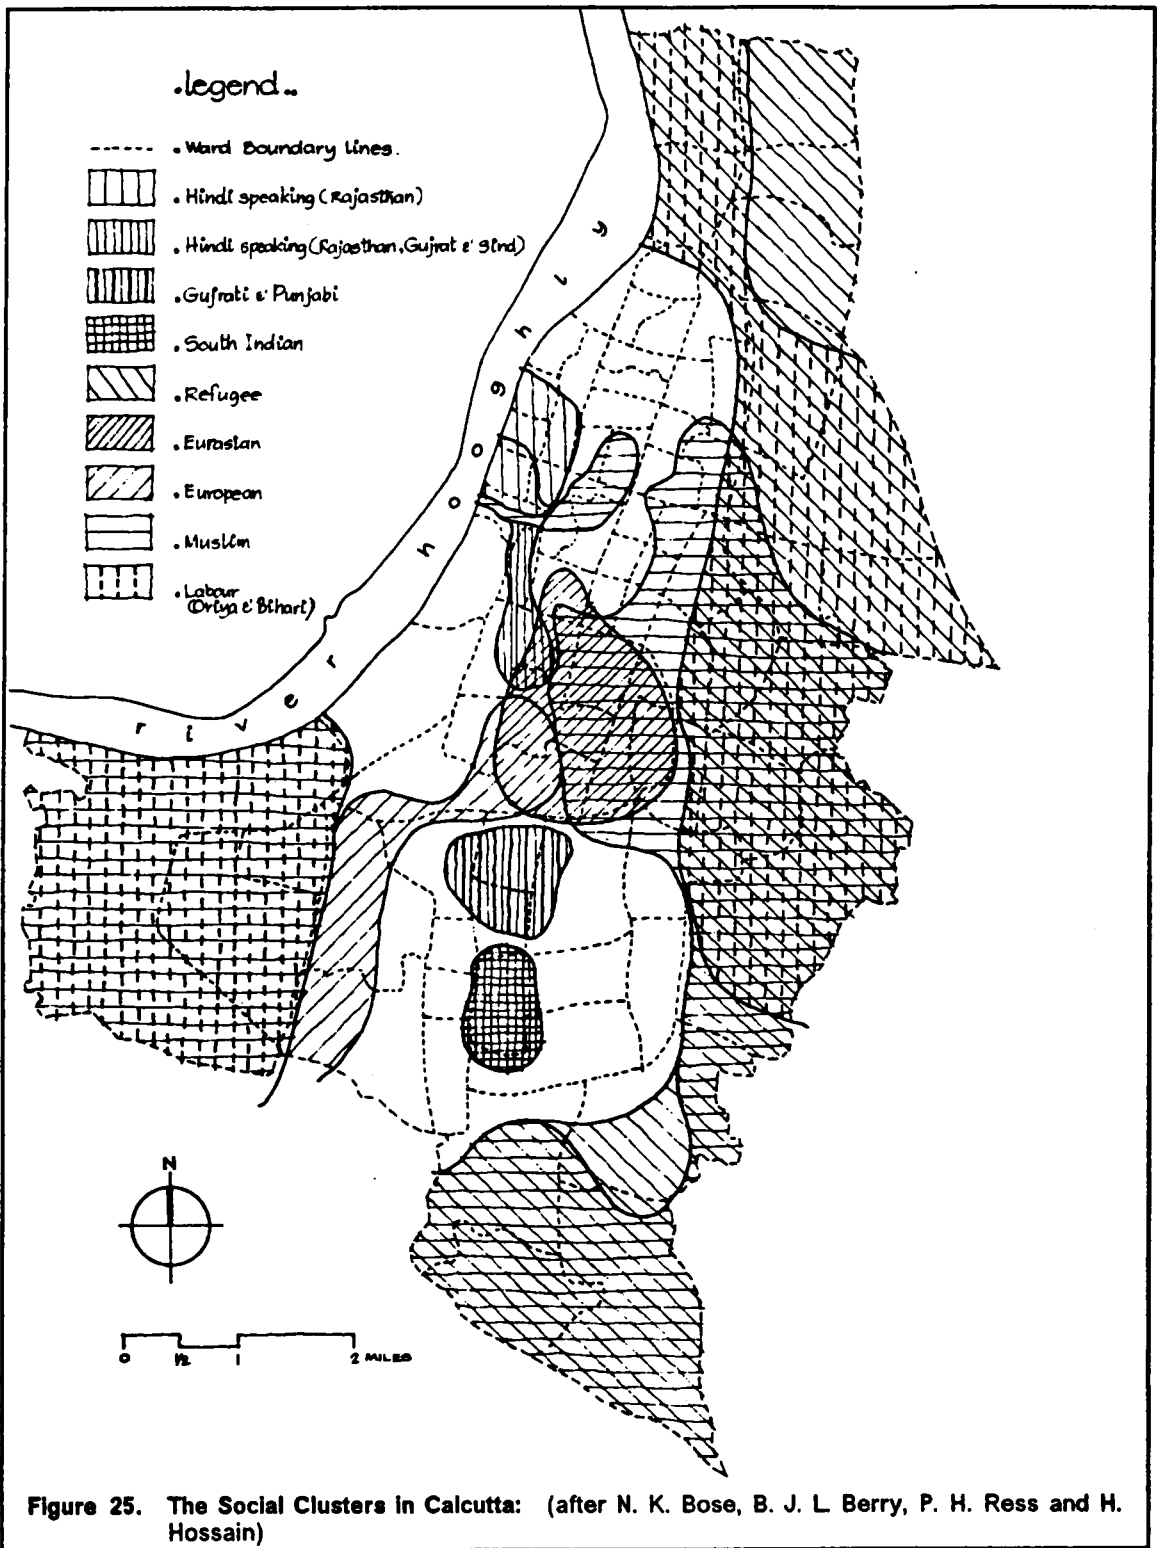 .legend..
. Ward Boundary lines.
. Hindi speaking (Rajasthan)
. Hindi speaking (Rajasthan, Gujrat & Sind)
. Gujrati & Punjabi
. South Indian
. Refugee
. Eurasian
. European
. Muslim
. Labour
(Oriya & Bihari)
hooghly
river
N
0 1/2 1 2 MILES
Figure 25. The Social Clusters in Calcutta: (after N. K. Bose, B. J. L. Berry, P. H. Ress and H.
Hossain)